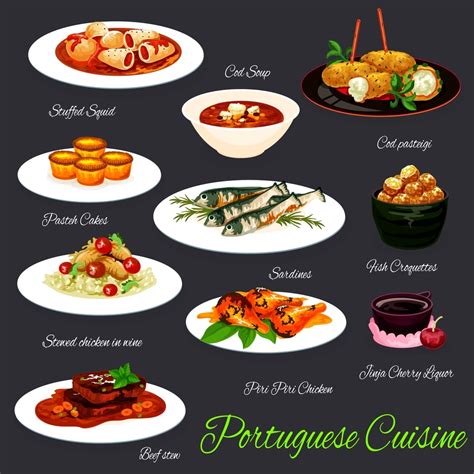 Stuffed Squid
Cod Soup
Cod pasteigi
Pasteh Cakes
Sardines
Fish Croquettes
Stewed chicken in wine
Piri Piri Chicken
Jinja Cherry Liquor
Beef stew
Portuguese Cuisine